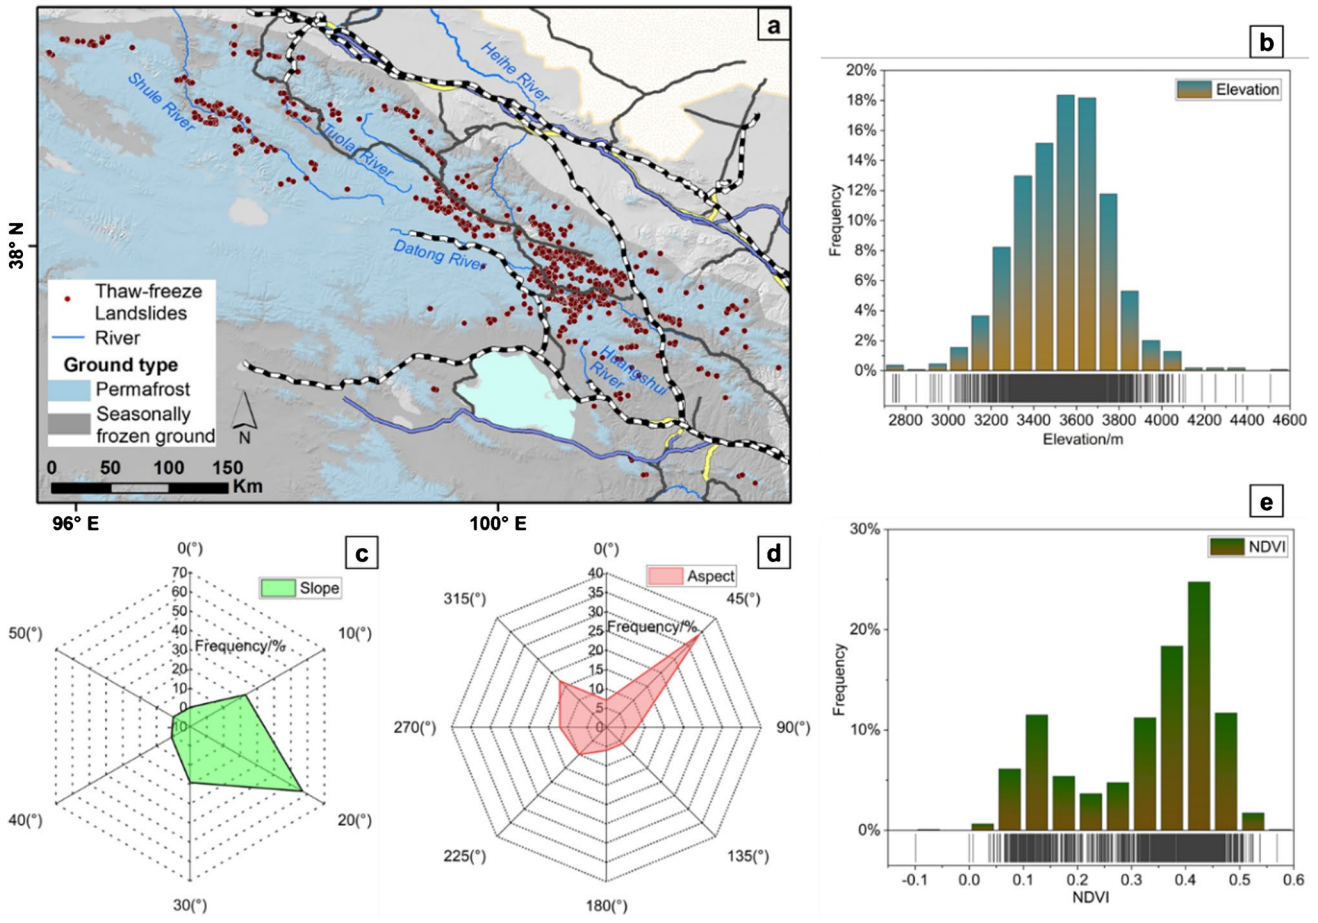 a
Heihe River
Shule River
Tuola River
Datong River
Huangshui
River
38° N
Thaw-freeze
Landslides
River
Ground type
Permafrost
Seasonally
frozen ground
N
0 50 100 150
Km
96° E
100° E
b
Elevation
20%
18%
16%
14%
12%
10%
8%
6%
4%
2%
0%
Frequency
2800 3000 3200 3400 3600 3800 4000 4200 4400 4600
Elevation/m
c
Slope
0(°)
10(°)
20(°)
30(°)
40(°)
50(°)
Frequency/%
70
60
50
40
30
20
10
0
d
Aspect
0(°)
45(°)
90(°)
135(°)
180(°)
225(°)
270(°)
315(°)
Frequency/%
40
35
30
25
20
15
10
5
0
e
NDVI
30%
20%
10%
0%
Frequency
-0.1 0.0 0.1 0.2 0.3 0.4 0.5 0.6
NDVI